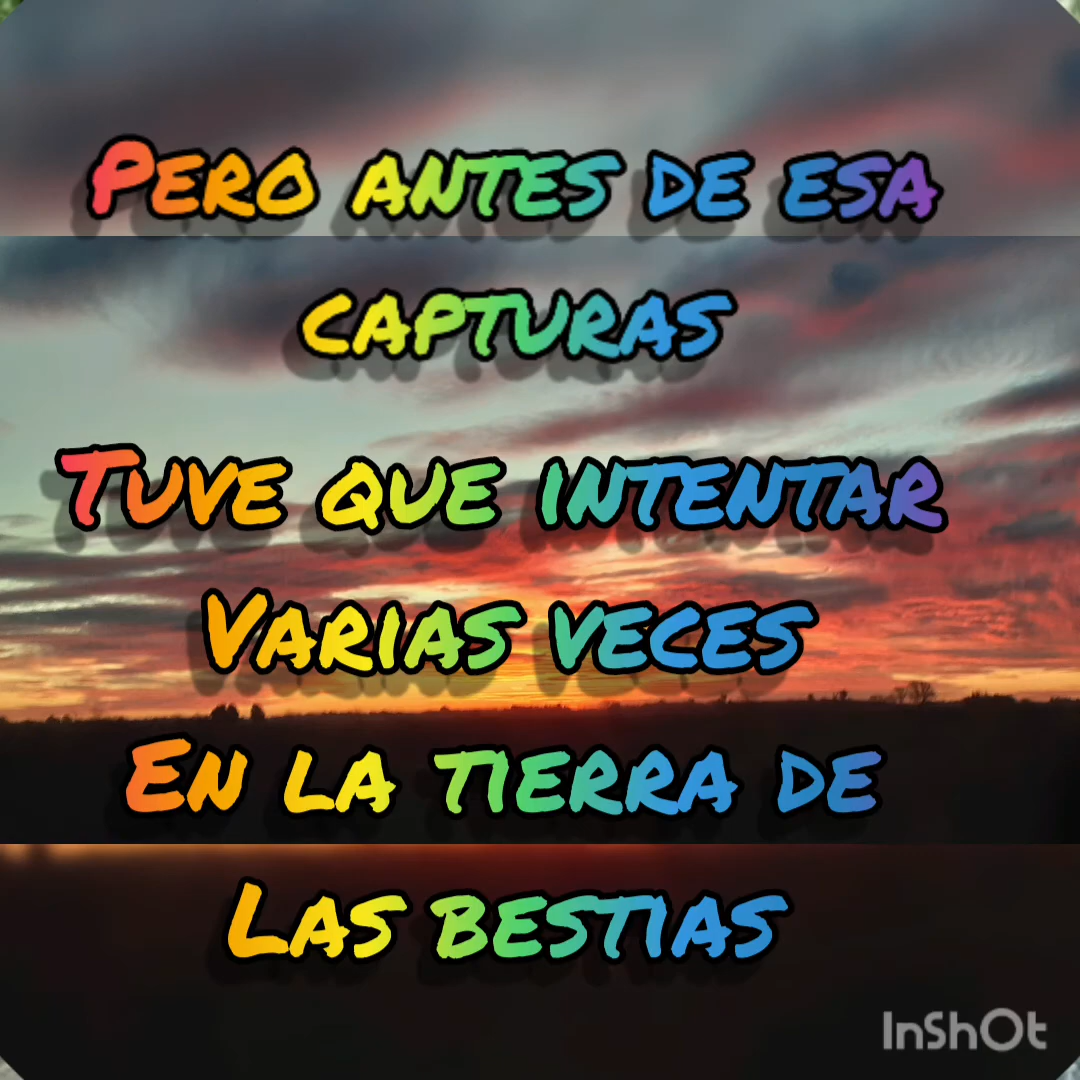 Pero antes de esa
capturas
Tuve que intentar
Varias veces
En la tierra de
Las bestias
InShOt